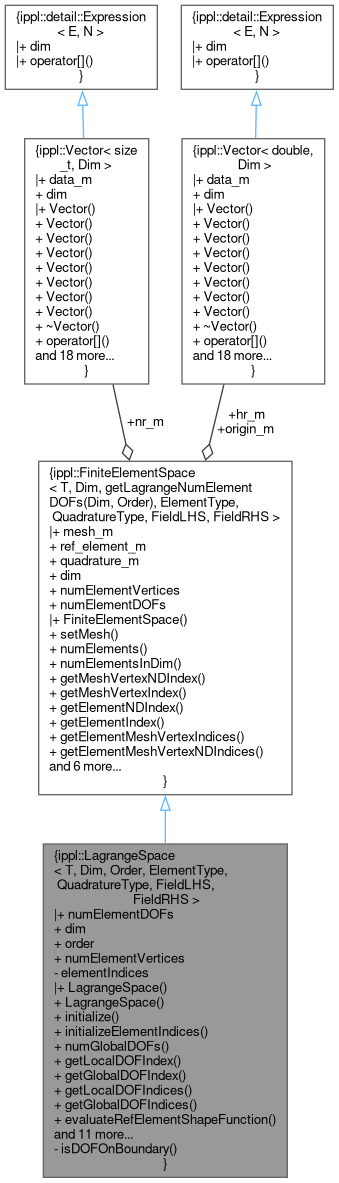 {ippl::detail::Expression
< E, N >
|+ dim
|+ operator[]()
}
{ippl::detail::Expression
< E, N >
|+ dim
|+ operator[]()
}
{ippl::Vector< size
_t, Dim >
|+ data_m
+ dim
|+ Vector()
+ Vector()
+ Vector()
+ Vector()
+ Vector()
+ Vector()
+ Vector()
+ Vector()
+ ~Vector()
+ operator[]()
and 18 more...
}
{ippl::Vector< double,
Dim >
|+ data_m
+ dim
|+ Vector()
+ Vector()
+ Vector()
+ Vector()
+ Vector()
+ Vector()
+ Vector()
+ Vector()
+ ~Vector()
+ operator[]()
and 18 more...
}
+nr_m
+hr_m
+origin_m
{ippl::FiniteElementSpace
< T, Dim, getLagrangeNumElement
DOFs(Dim, Order), ElementType,
QuadratureType, FieldLHS, FieldRHS >
|+ mesh_m
+ ref_element_m
+ quadrature_m
+ dim
+ numElementVertices
+ numElementDOFs
|+ FiniteElementSpace()
+ setMesh()
+ numElements()
+ numElementsInDim()
+ getMeshVertexNDIndex()
+ getMeshVertexIndex()
+ getElementNDIndex()
+ getElementIndex()
+ getElementMeshVertexIndices()
+ getElementMeshVertexNDIndices()
and 6 more...
}
{ippl::LagrangeSpace
< T, Dim, Order, ElementType,
QuadratureType, FieldLHS,
FieldRHS >
|+ numElementDOFs
+ dim
+ order
+ numElementVertices
- elementIndices
|+ LagrangeSpace()
+ LagrangeSpace()
+ initialize()
+ initializeElementIndices()
+ numGlobalDOFs()
+ getLocalDOFIndex()
+ getGlobalDOFIndex()
+ getLocalDOFIndices()
+ getGlobalDOFIndices()
+ evaluateRefElementShapeFunction()
and 11 more...
- isDOFOnBoundary()
}